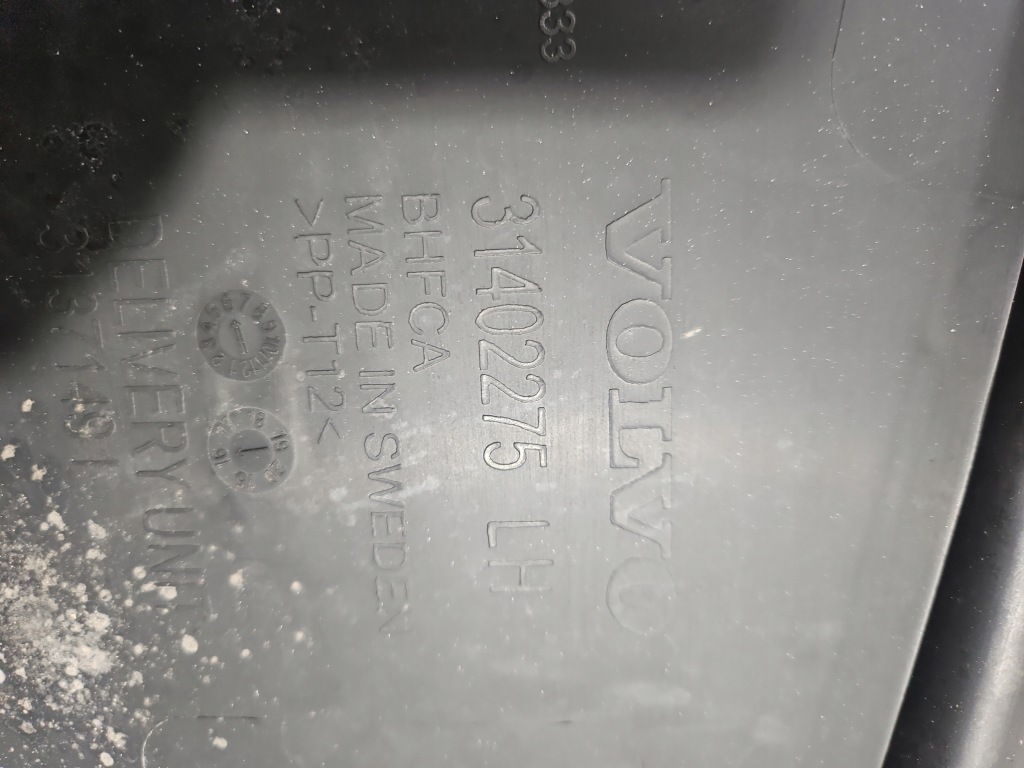 VOLVO
31402275 LH
BHFCA
MADE IN SWEDEN
>PP-T12<
DELIVERY UNIT